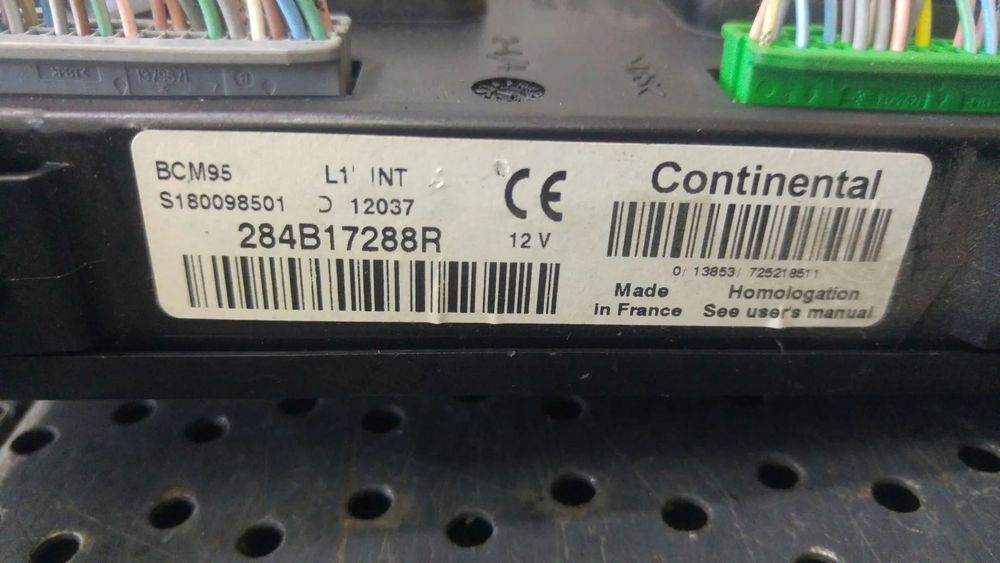 BCM95 L1 INT
S180098501 12037
284B17288R
12 V
CE
Continental
0/ 13853/ 725218511
Made
in France
Homologation
See user's manual